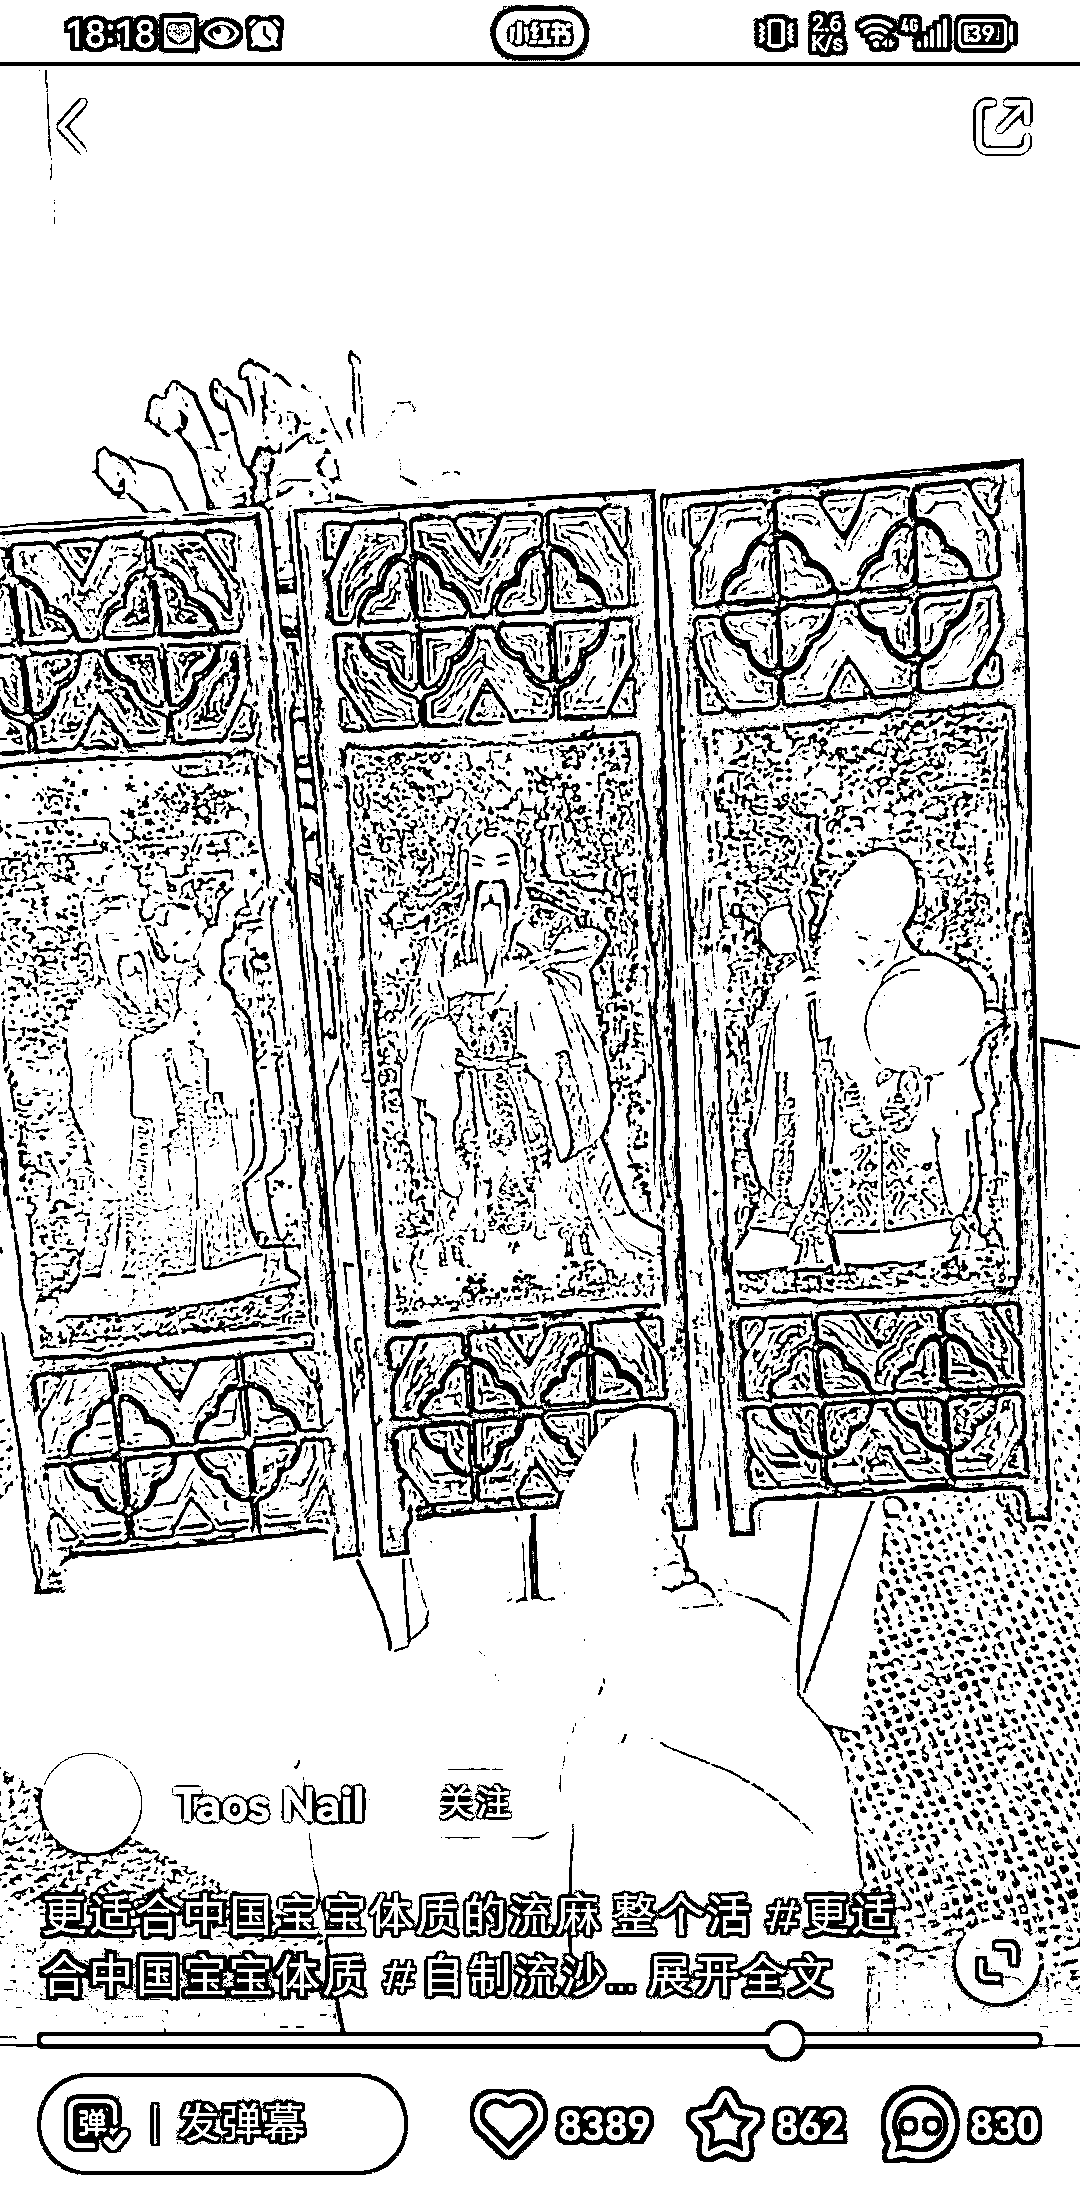 18:18
小红书
2.6 K/s
4G
39
Taos Nail
关注
更适合中国宝宝体质的流麻 整个活 #更适
合中国宝宝体质 #自制流沙... 展开全文
弹 | 发弹幕
8389
862
830